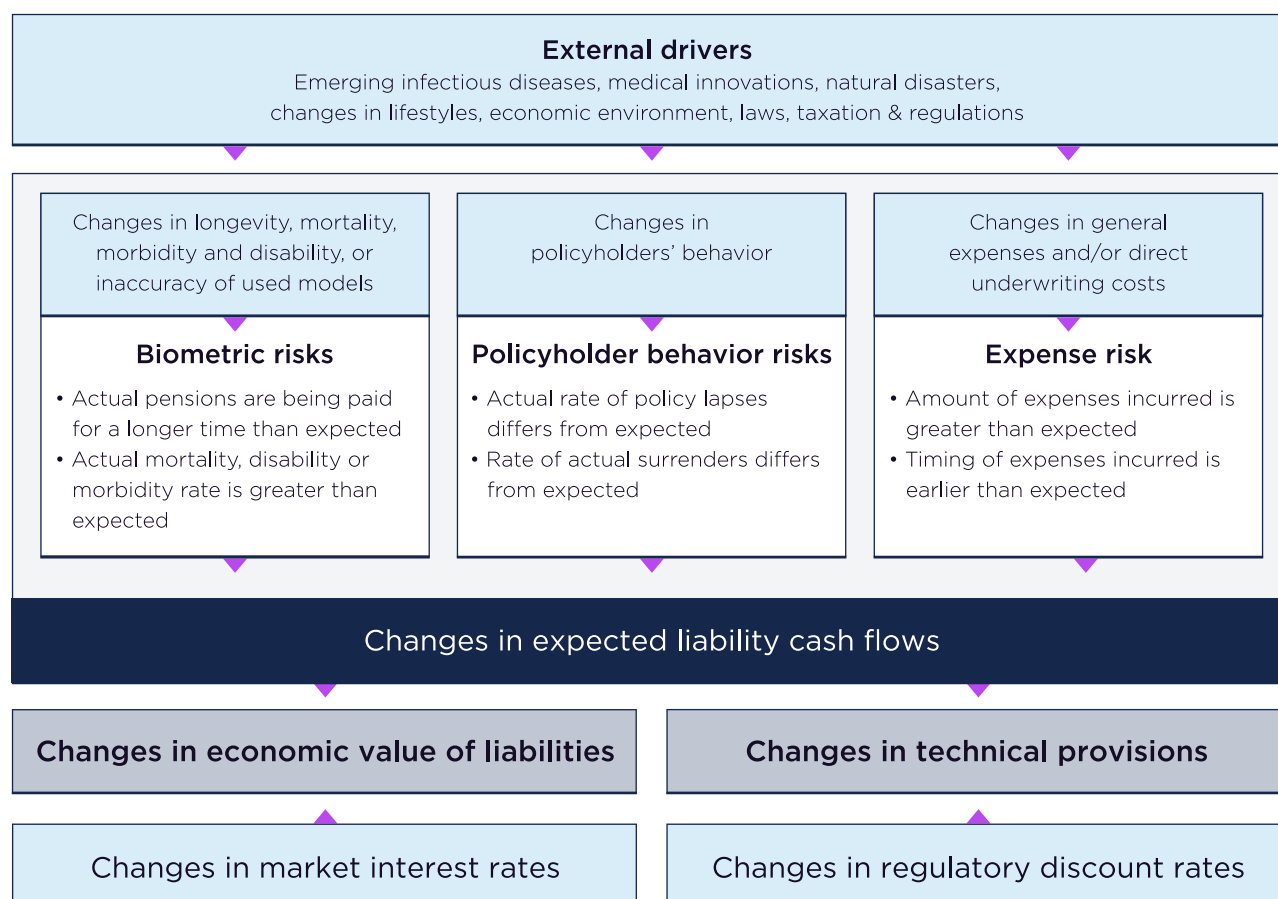 External drivers
Emerging infectious diseases, medical innovations, natural disasters,
changes in lifestyles, economic environment, laws, taxation & regulations
Changes in longevity, mortality,
morbidity and disability, or
inaccuracy of used models
Biometric risks
• Actual pensions are being paid
for a longer time than expected
• Actual mortality, disability or
morbidity rate is greater than
expected
Changes in
policyholders’ behavior
Policyholder behavior risks
• Actual rate of policy lapses
differs from expected
• Rate of actual surrenders differs
from expected
Changes in general
expenses and/or direct
underwriting costs
Expense risk
• Amount of expenses incurred is
greater than expected
• Timing of expenses incurred is
earlier than expected
Changes in expected liability cash flows
Changes in economic value of liabilities
Changes in technical provisions
Changes in market interest rates
Changes in regulatory discount rates